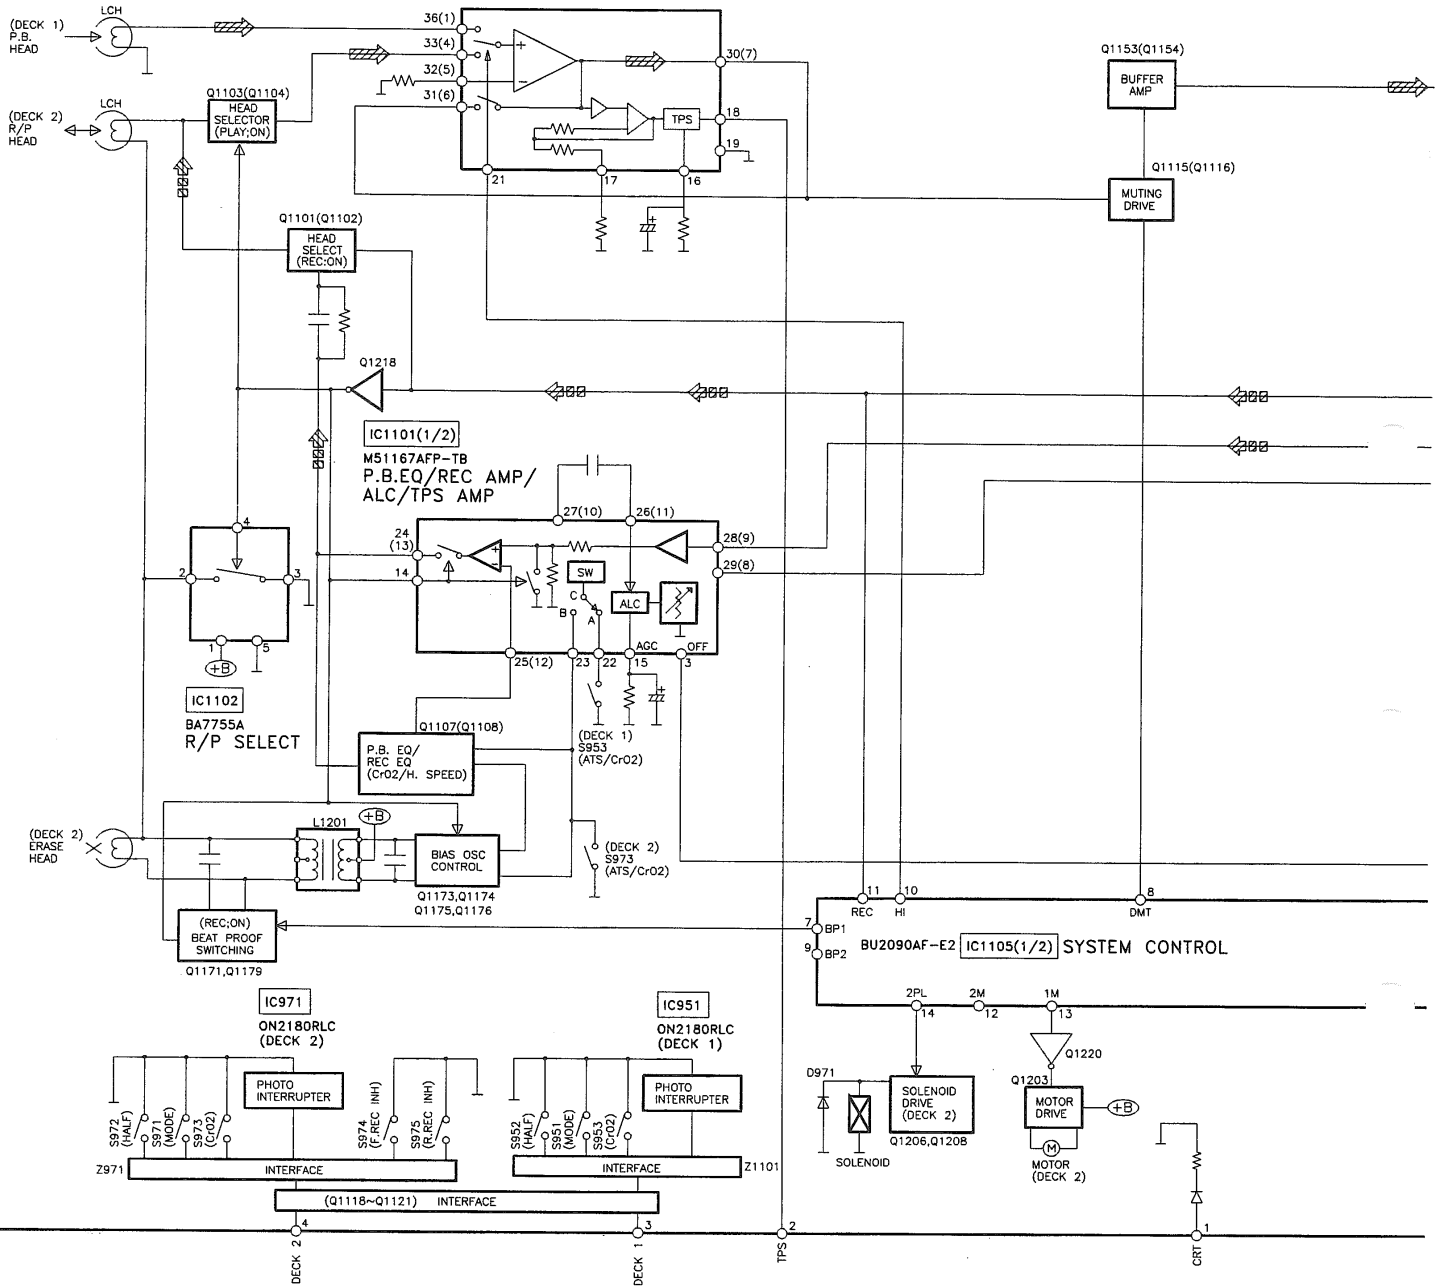 (DECK 1)
P.B.
HEAD
LCH
36(1)
33(4)
32(5)
31(6)
+
−
30(7)
TPS
18
19
21
17
16
+
Q1153(Q1154)
BUFFER
AMP
Q1115(Q1116)
MUTING
DRIVE
(DECK 2)
R/P
HEAD
LCH
Q1103(Q1104)
HEAD
SELECTOR
(PLAY;ON)
Q1101(Q1102)
HEAD
SELECT
(REC:ON)
Q1218
IC1101(1/2)
M51167AFP-TB
P.B.EQ/REC AMP/
ALC/TPS AMP
27(10)
26(11)
24
(13)
14
+
−
28(9)
29(8)
SW
C
B
A
ALC
AGC
OFF
25(12)
23
22
15
3
+
4
2
3
1
5
+B
IC1102
BA7755A
R/P SELECT
Q1107(Q1108)
P.B. EQ/
REC EQ
(CrO2/H. SPEED)
(DECK 1)
S953
(ATS/CrO2)
(DECK 2)
ERASE
HEAD
L1201
+B
BIAS OSC
CONTROL
Q1173,Q1174
Q1175,Q1176
(DECK 2)
S973
(ATS/CrO2)
(REC;ON)
BEAT PROOF
SWITCHING
Q1171,Q1179
11
10
8
REC
HI
DMT
7
BP1
9
BP2
BU2090AF-E2
IC1105(1/2)
SYSTEM CONTROL
2PL
2M
1M
14
12
13
IC971
ON2180RLC
(DECK 2)
IC951
ON2180RLC
(DECK 1)
PHOTO
INTERRUPTER
S972
(HALF)
S971
(MODE)
S973
(CrO2)
S974
(F.REC INH)
S975
(R.REC INH)
S952
(HALF)
S951
(MODE)
S953
(CrO2)
PHOTO
INTERRUPTER
Z971
INTERFACE
INTERFACE
Z1101
(Q1118~Q1121) INTERFACE
D971
SOLENOID
SOLENOID
DRIVE
(DECK 2)
Q1206,Q1208
Q1220
Q1203
MOTOR
DRIVE
+B
M
MOTOR
(DECK 2)
4
3
2
1
DECK 2
DECK 1
TPS
CRT